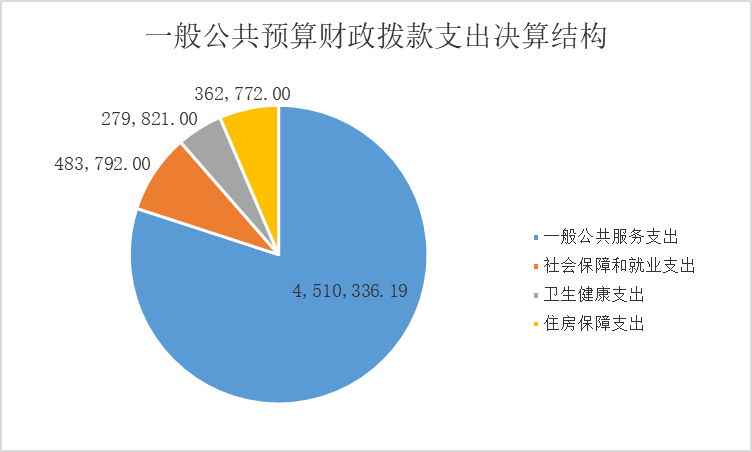 一般公共预算财政拨款支出决算结构
362,772.00
279,821.00
483,792.00
4,510,336.19
一般公共服务支出
社会保障和就业支出
卫生健康支出
住房保障支出